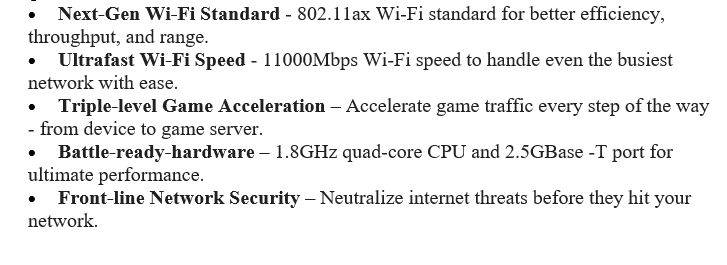 • Next-Gen Wi-Fi Standard - 802.11ax Wi-Fi standard for better efficiency,
throughput, and range.
• Ultrafast Wi-Fi Speed - 11000Mbps Wi-Fi speed to handle even the busiest
network with ease.
• Triple-level Game Acceleration – Accelerate game traffic every step of the way
- from device to game server.
• Battle-ready-hardware – 1.8GHz quad-core CPU and 2.5GBase -T port for
ultimate performance.
• Front-line Network Security – Neutralize internet threats before they hit your
network.